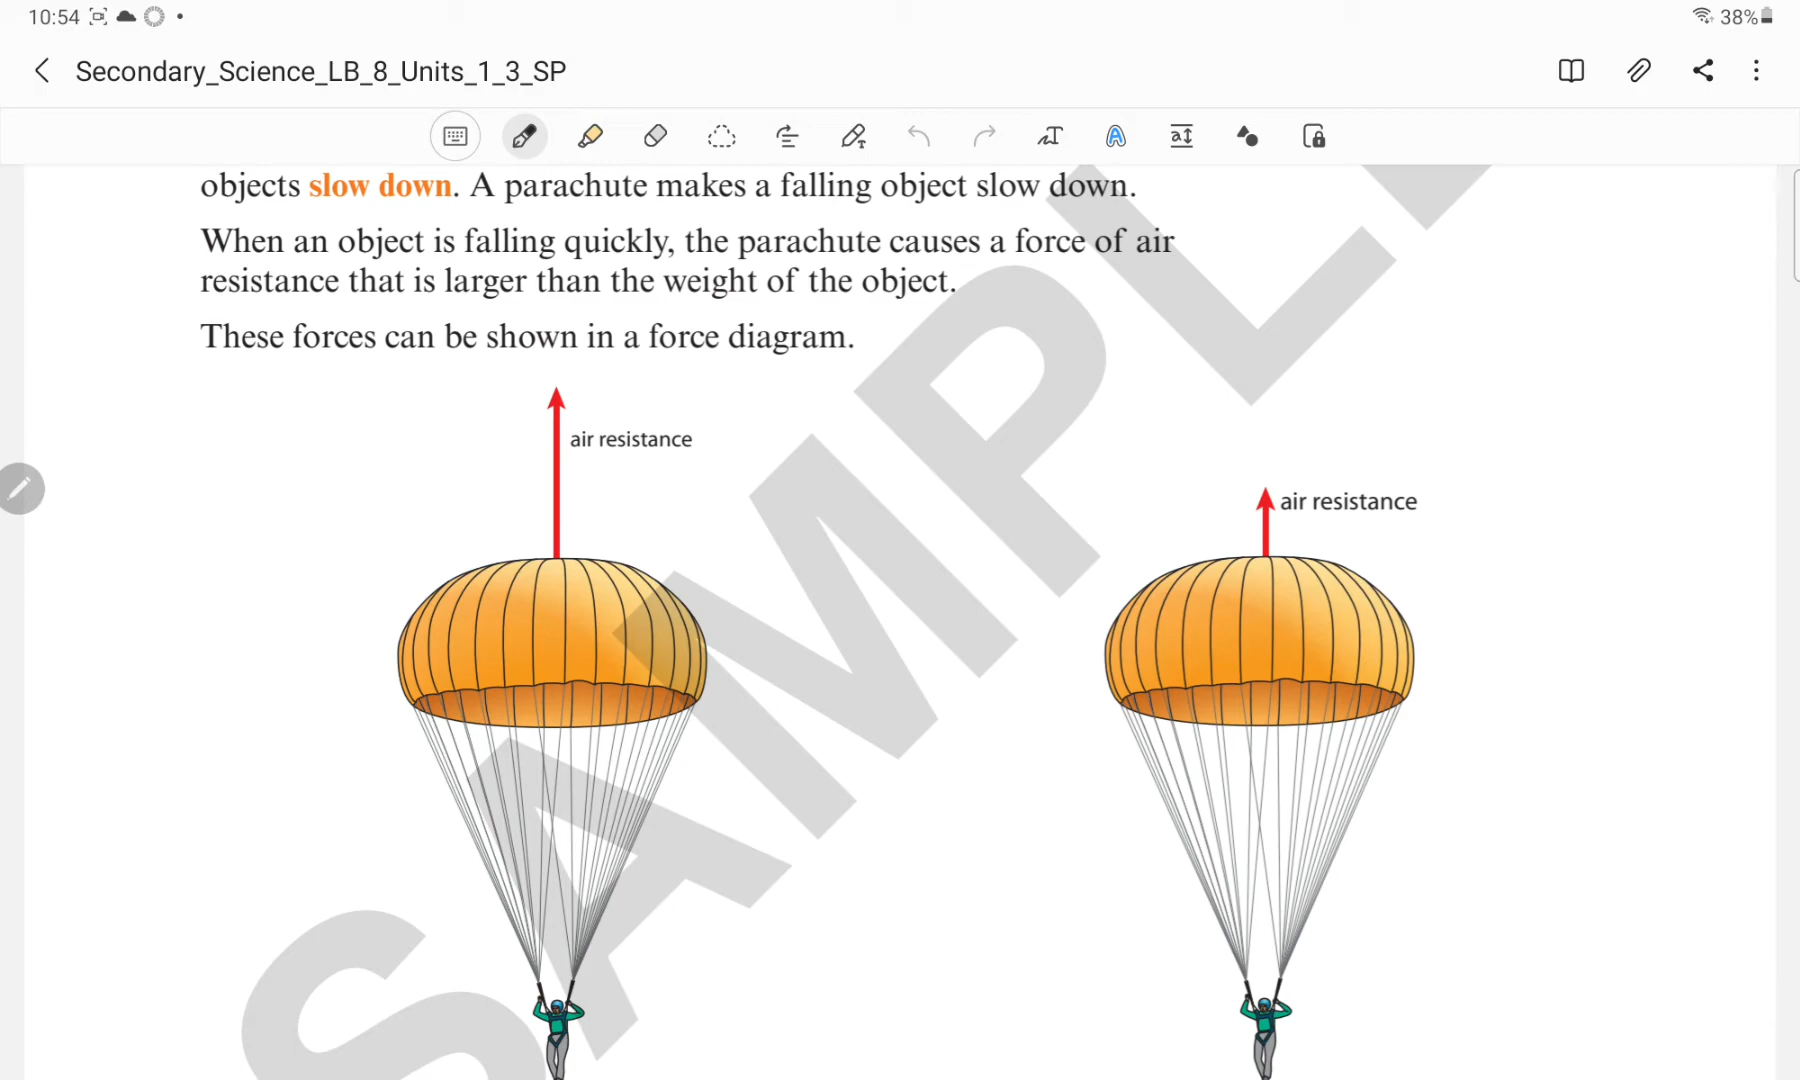 10:54
38%
Secondary_Science_LB_8_Units_1_3_SP
objects slow down. A parachute makes a falling object slow down.
When an object is falling quickly, the parachute causes a force of air
resistance that is larger than the weight of the object.
These forces can be shown in a force diagram.
air resistance
air resistance
SAMPL